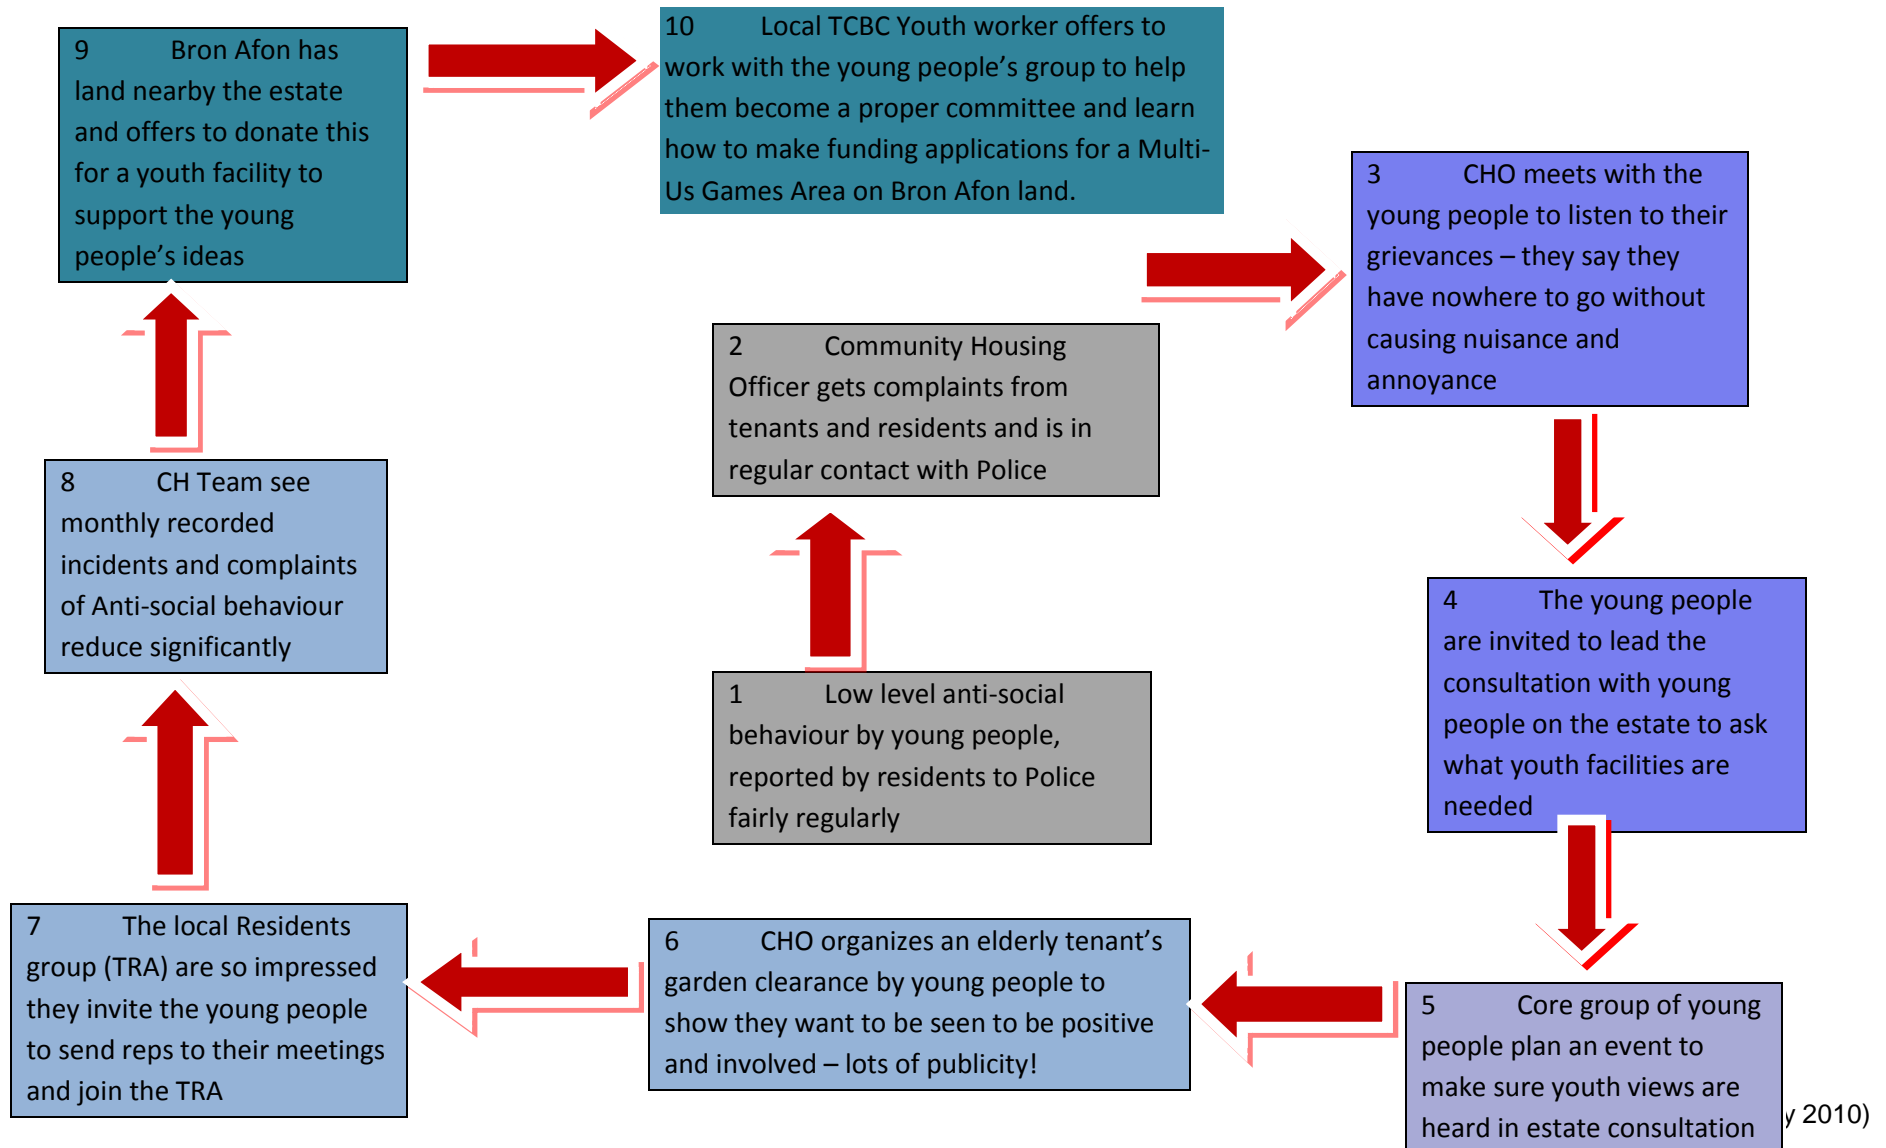 9 Bron Afon has
land nearby the estate
and offers to donate this
for a youth facility to
support the young
people’s ideas
10 Local TCBC Youth worker offers to
work with the young people’s group to help
them become a proper committee and learn
how to make funding applications for a Multi-
Us Games Area on Bron Afon land.
3 CHO meets with the
young people to listen to their
grievances – they say they
have nowhere to go without
causing nuisance and
annoyance
2 Community Housing
Officer gets complaints from
tenants and residents and is in
regular contact with Police
8 CH Team see
monthly recorded
incidents and complaints
of Anti-social behaviour
reduce significantly
4 The young people
are invited to lead the
consultation with young
people on the estate to ask
what youth facilities are
needed
1 Low level anti-social
behaviour by young people,
reported by residents to Police
fairly regularly
7 The local Residents
group (TRA) are so impressed
they invite the young people
to send reps to their meetings
and join the TRA
6 CHO organizes an elderly tenant’s
garden clearance by young people to
show they want to be seen to be positive
and involved – lots of publicity!
5 Core group of young
people plan an event to
make sure youth views are
heard in estate consultation
2010)